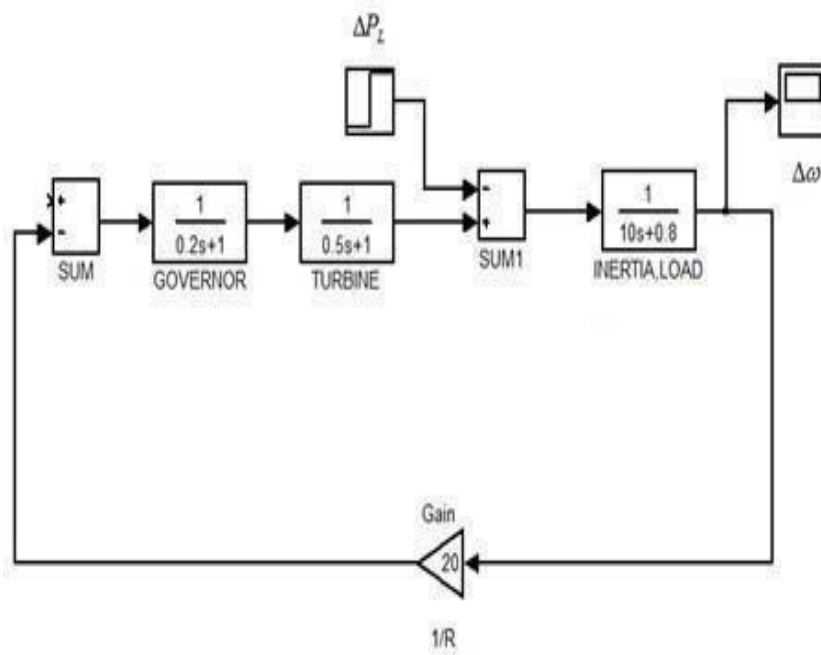 ΔP_L
Δω
+
-
SUM
1
0.2s+1
GOVERNOR
1
0.5s+1
TURBINE
-
+
SUM1
1
10s+0.8
INERTIA,LOAD
Gain
20
1/R